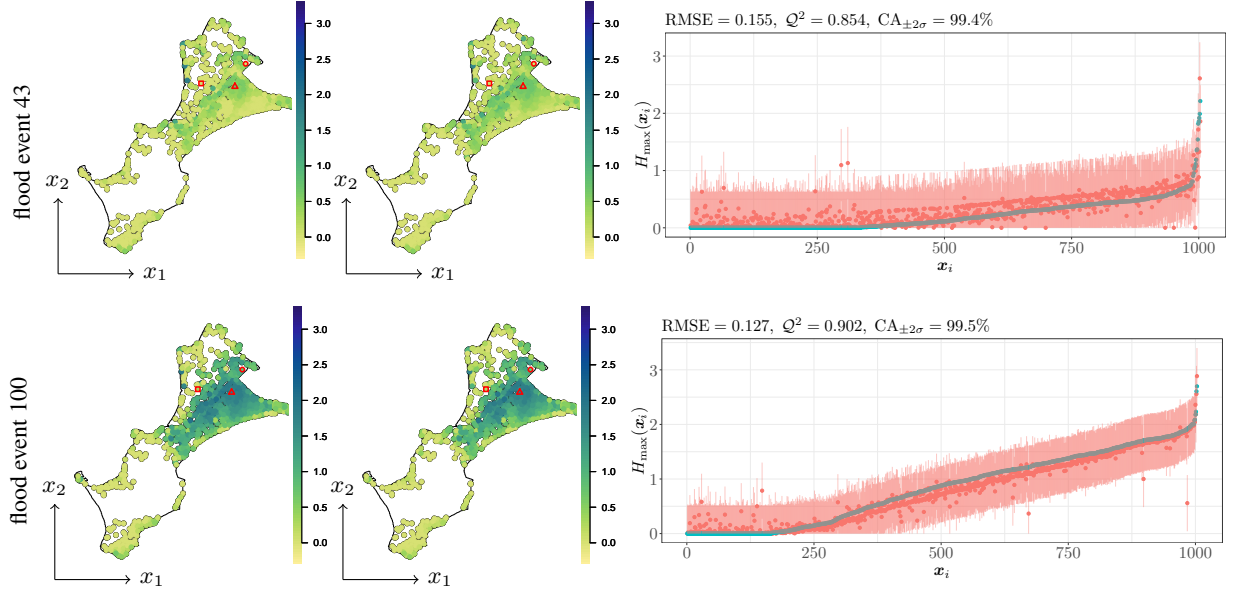 flood event 43
3.0
2.5
2.0
1.5
1.0
0.5
0.0
x₂
x₁
3.0
2.5
2.0
1.5
1.0
0.5
0.0
x₂
x₁
RMSE = 0.155, Q² = 0.854, CA±2σ = 99.4%
Hmax(xᵢ)
3
2
1
0
0
250
500
750
1000
xᵢ
flood event 100
3.0
2.5
2.0
1.5
1.0
0.5
0.0
x₂
x₁
3.0
2.5
2.0
1.5
1.0
0.5
0.0
x₂
x₁
RMSE = 0.127, Q² = 0.902, CA±2σ = 99.5%
Hmax(xᵢ)
3
2
1
0
0
250
500
750
1000
xᵢ